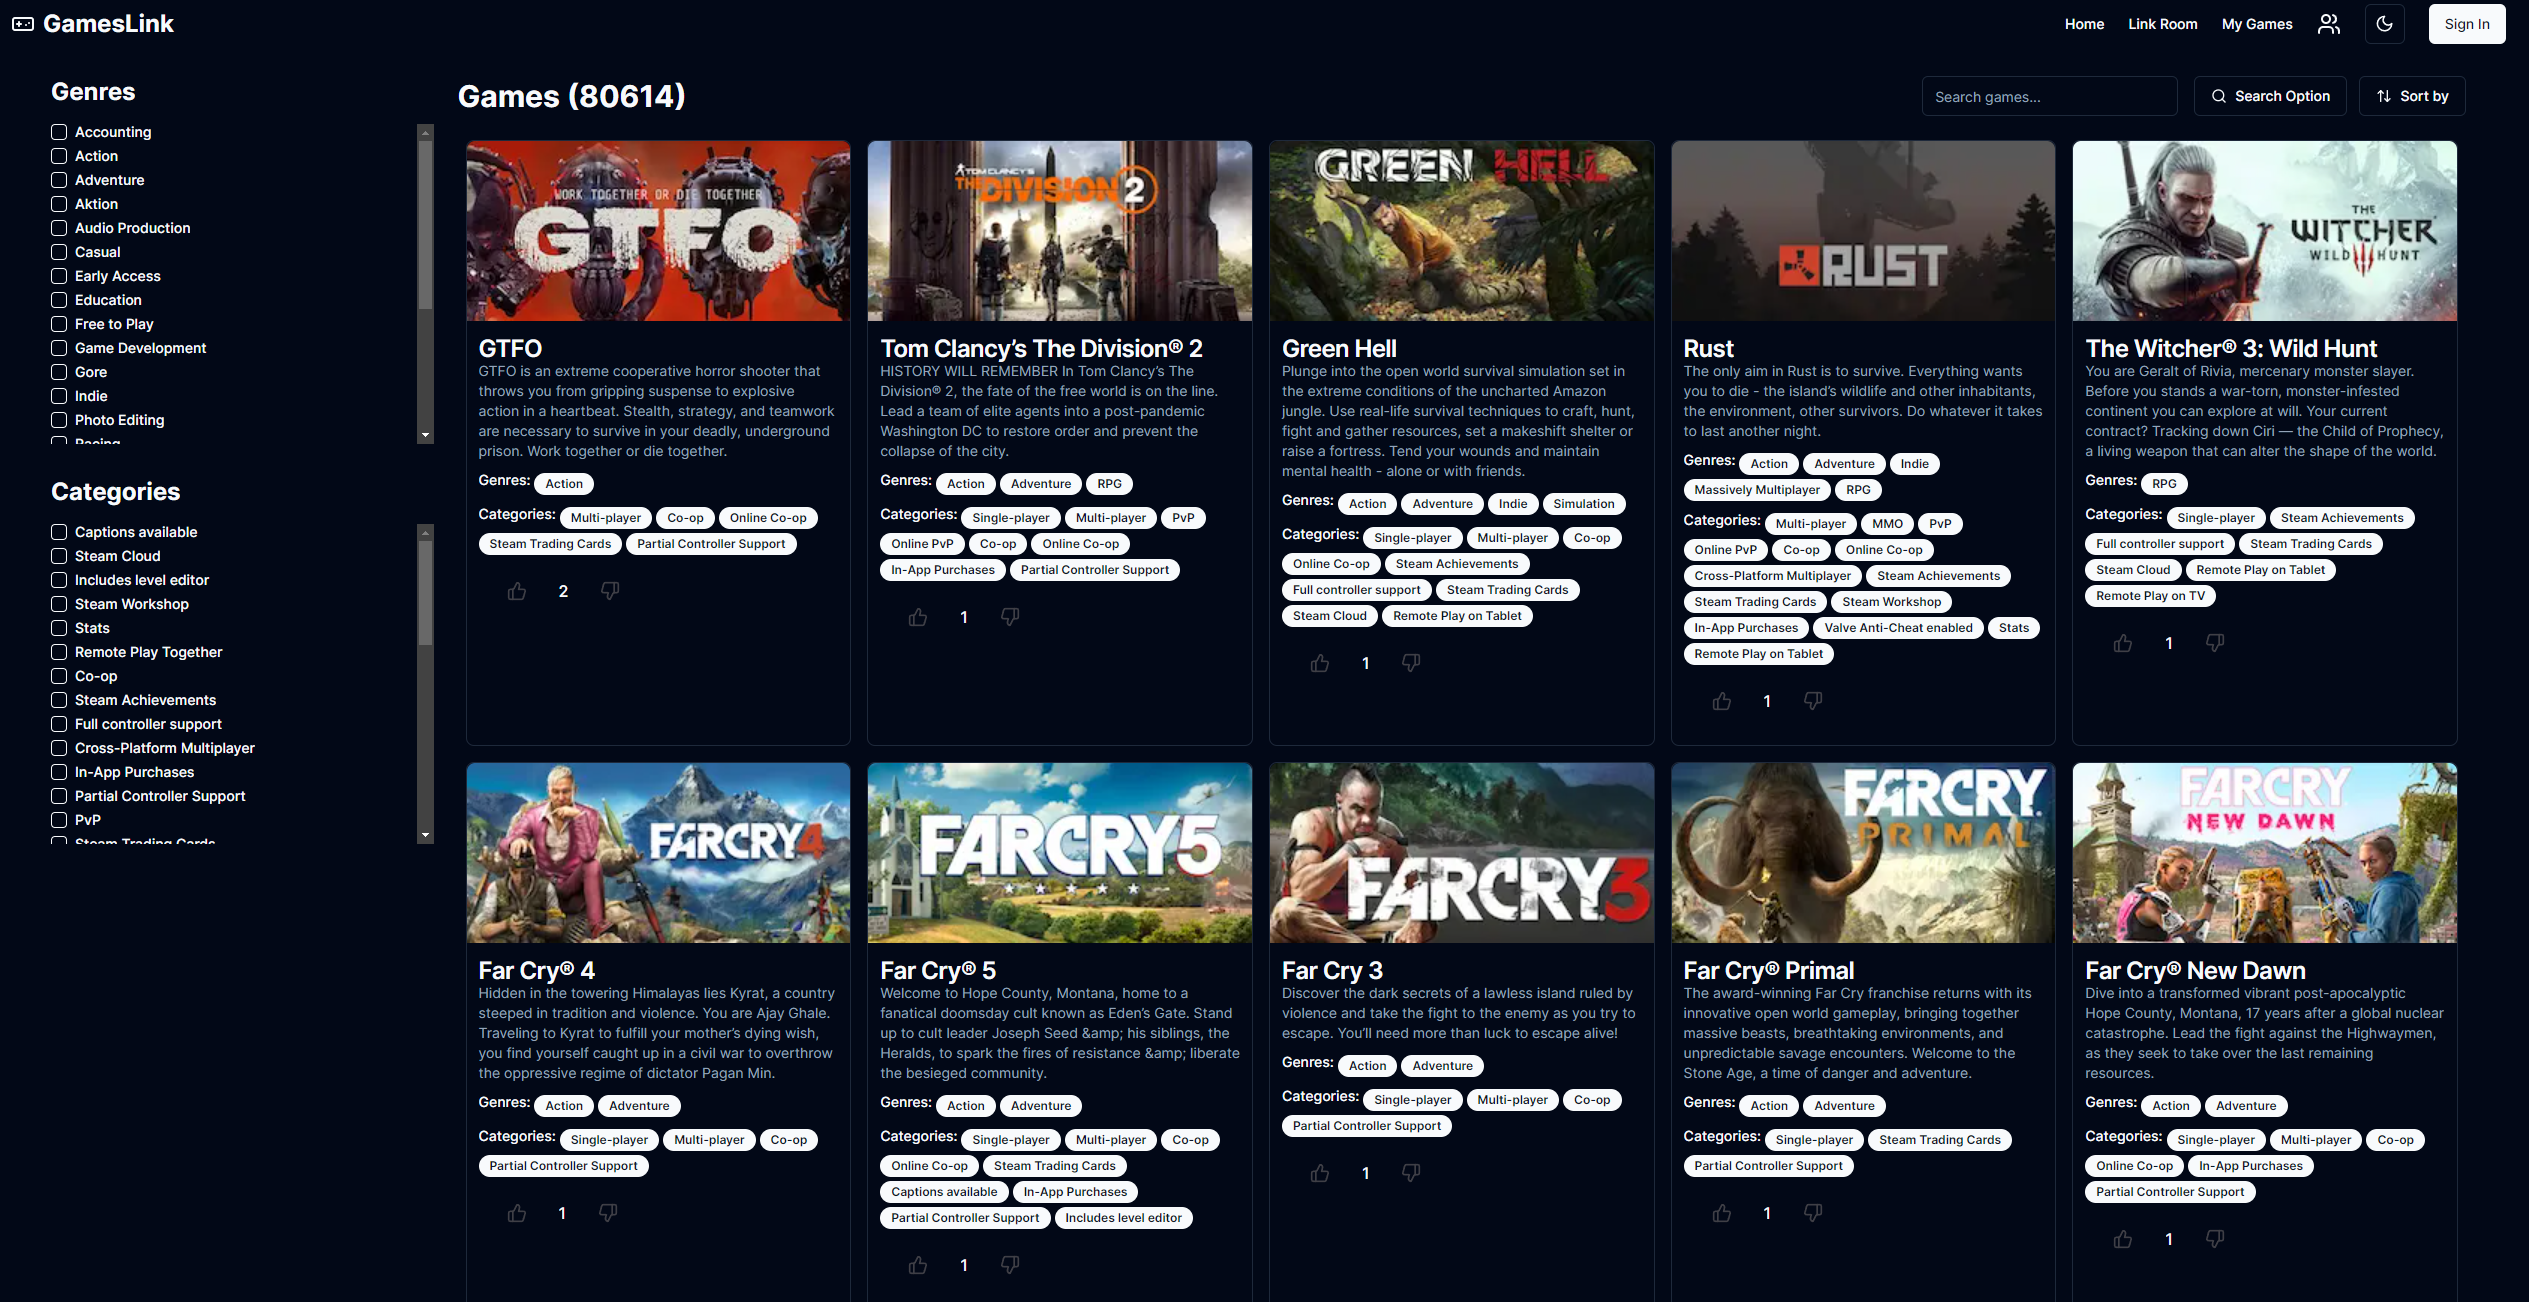 GamesLink
Home
Link Room
My Games
Sign In
Genres
Accounting
Action
Adventure
Aktion
Audio Production
Casual
Early Access
Education
Free to Play
Game Development
Gore
Indie
Photo Editing
Racing
Categories
Captions available
Steam Cloud
Includes level editor
Steam Workshop
Stats
Remote Play Together
Co-op
Steam Achievements
Full controller support
Cross-Platform Multiplayer
In-App Purchases
Partial Controller Support
PvP
Steam Trading Cards
Games (80614)
Search games...
Search Option
Sort by
WORK TOGETHER OR DIE TOGETHER
GTFO
GTFO
GTFO is an extreme cooperative horror shooter that
throws you from gripping suspense to explosive
action in a heartbeat. Stealth, strategy, and teamwork
are necessary to survive in your deadly, underground
prison. Work together or die together.
Genres: Action
Categories: Multi-player Co-op Online Co-op
Steam Trading Cards Partial Controller Support
2
TOM CLANCY'S
THE DIVISION 2
Tom Clancy’s The Division® 2
HISTORY WILL REMEMBER In Tom Clancy’s The
Division® 2, the fate of the free world is on the line.
Lead a team of elite agents into a post-pandemic
Washington DC to restore order and prevent the
collapse of the city.
Genres: Action Adventure RPG
Categories: Single-player Multi-player PvP
Online PvP Co-op Online Co-op
In-App Purchases Partial Controller Support
1
GREEN HELL
Green Hell
Plunge into the open world survival simulation set in
the extreme conditions of the uncharted Amazon
jungle. Use real-life survival techniques to craft, hunt,
fight and gather resources, set a makeshift shelter or
raise a fortress. Tend your wounds and maintain
mental health - alone or with friends.
Genres: Action Adventure Indie Simulation
Categories: Single-player Multi-player Co-op
Online Co-op Steam Achievements
Full controller support Steam Trading Cards
Steam Cloud Remote Play on Tablet
1
RUST
Rust
The only aim in Rust is to survive. Everything wants
you to die - the island’s wildlife and other inhabitants,
the environment, other survivors. Do whatever it takes
to last another night.
Genres: Action Adventure Indie
Massively Multiplayer RPG
Categories: Multi-player MMO PvP
Online PvP Co-op Online Co-op
Cross-Platform Multiplayer Steam Achievements
Steam Trading Cards Steam Workshop
In-App Purchases Valve Anti-Cheat enabled Stats
Remote Play on Tablet
1
THE
WITCHER
WILD HUNT
The Witcher® 3: Wild Hunt
You are Geralt of Rivia, mercenary monster slayer.
Before you stands a war-torn, monster-infested
continent you can explore at will. Your current
contract? Tracking down Ciri — the Child of Prophecy,
a living weapon that can alter the shape of the world.
Genres: RPG
Categories: Single-player Steam Achievements
Full controller support Steam Trading Cards
Steam Cloud Remote Play on Tablet
Remote Play on TV
1
FARCRY4
Far Cry® 4
Hidden in the towering Himalayas lies Kyrat, a country
steeped in tradition and violence. You are Ajay Ghale.
Traveling to Kyrat to fulfill your mother’s dying wish,
you find yourself caught up in a civil war to overthrow
the oppressive regime of dictator Pagan Min.
Genres: Action Adventure
Categories: Single-player Multi-player Co-op
Partial Controller Support
1
FARCRY5
Far Cry® 5
Welcome to Hope County, Montana, home to a
fanatical doomsday cult known as Eden’s Gate. Stand
up to cult leader Joseph Seed &amp; his siblings, the
Heralds, to spark the fires of resistance &amp; liberate
the besieged community.
Genres: Action Adventure
Categories: Single-player Multi-player Co-op
Online Co-op Steam Trading Cards
Captions available In-App Purchases
Partial Controller Support Includes level editor
1
FARCRY3
Far Cry 3
Discover the dark secrets of a lawless island ruled by
violence and take the fight to the enemy as you try to
escape. You’ll need more than luck to escape alive!
Genres: Action Adventure
Categories: Single-player Multi-player Co-op
Partial Controller Support
1
FARCRY
PRIMAL
Far Cry® Primal
The award-winning Far Cry franchise returns with its
innovative open world gameplay, bringing together
massive beasts, breathtaking environments, and
unpredictable savage encounters. Welcome to the
Stone Age, a time of danger and adventure.
Genres: Action Adventure
Categories: Single-player Steam Trading Cards
Partial Controller Support
1
FARCRY
NEW DAWN
Far Cry® New Dawn
Dive into a transformed vibrant post-apocalyptic
Hope County, Montana, 17 years after a global nuclear
catastrophe. Lead the fight against the Highwaymen,
as they seek to take over the last remaining
resources.
Genres: Action Adventure
Categories: Single-player Multi-player Co-op
Online Co-op In-App Purchases
Partial Controller Support
1